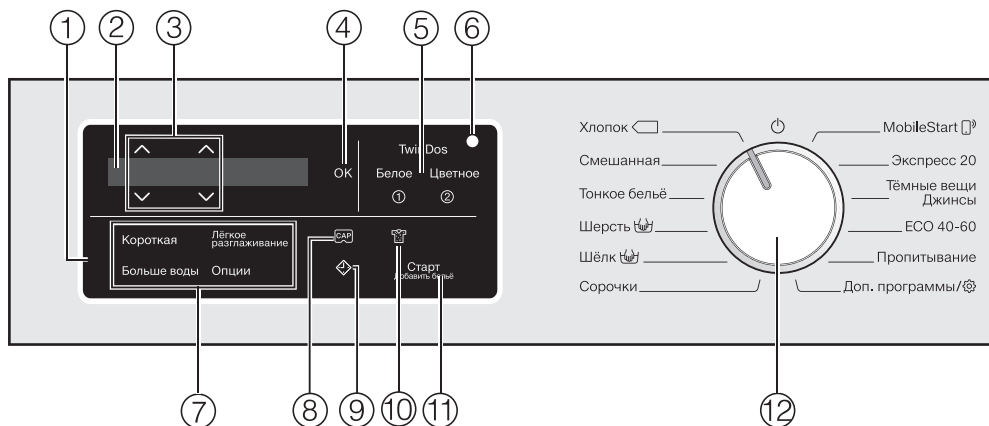 ① ② ③ ④ ⑤ ⑥
TwinDos
OK
Белое Цветное
① ②
Короткая
Лёгкое
разглаживание
CAP
Больше воды
Опции
Старт
Добавить бельё
Хлопок
Смешанная
Тонкое бельё
Шерсть
Шёлк
Сорочки
MobileStart
Экспресс 20
Тёмные вещи
Джинсы
ECO 40-60
Пропитывание
Доп. программы/
⑦ ⑧ ⑨ ⑩ ⑪ ⑫